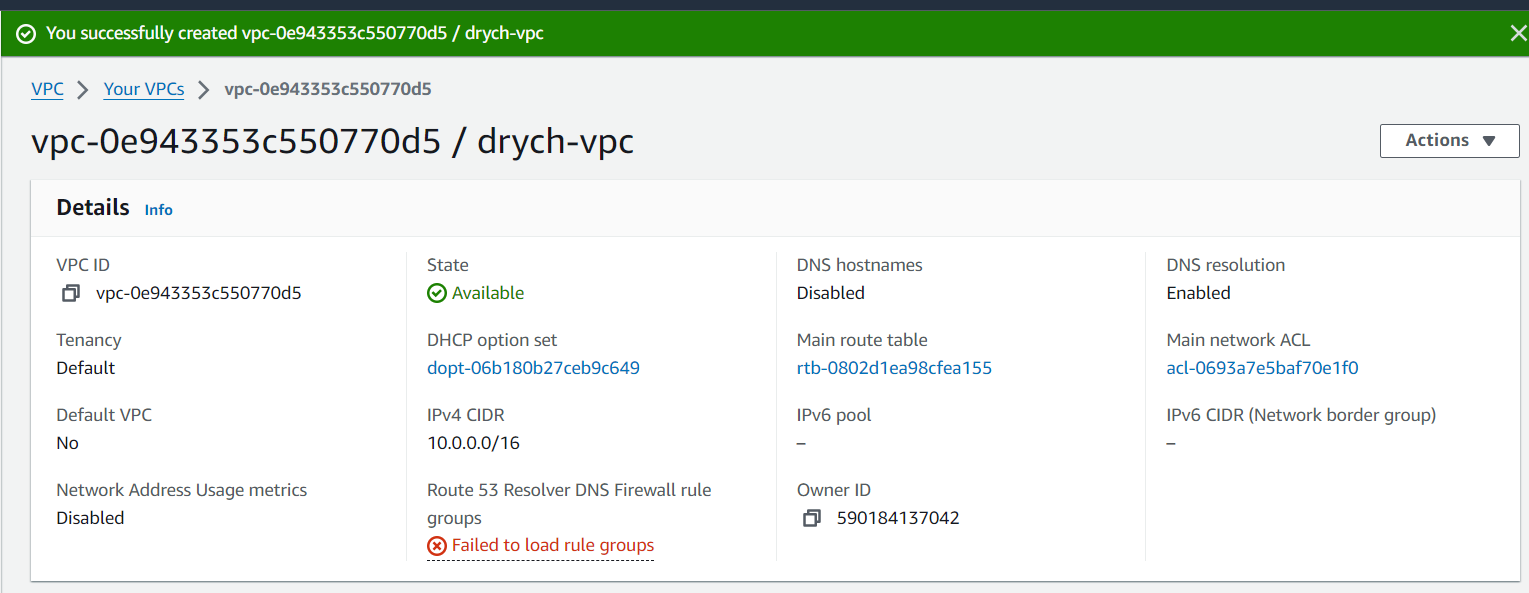 You successfully created vpc-0e943353c550770d5 / drych-vpc
VPC > Your VPCs > vpc-0e943353c550770d5
vpc-0e943353c550770d5 / drych-vpc
Actions
Details Info
VPC ID
vpc-0e943353c550770d5
State
Available
DNS hostnames
Disabled
DNS resolution
Enabled
Tenancy
Default
DHCP option set
dopt-06b180b27ceb9c649
Main route table
rtb-0802d1ea98cfea155
Main network ACL
acl-0693a7e5baf70e1f0
Default VPC
No
IPv4 CIDR
10.0.0.0/16
IPv6 pool
–
IPv6 CIDR (Network border group)
–
Network Address Usage metrics
Disabled
Route 53 Resolver DNS Firewall rule
groups
Failed to load rule groups
Owner ID
590184137042